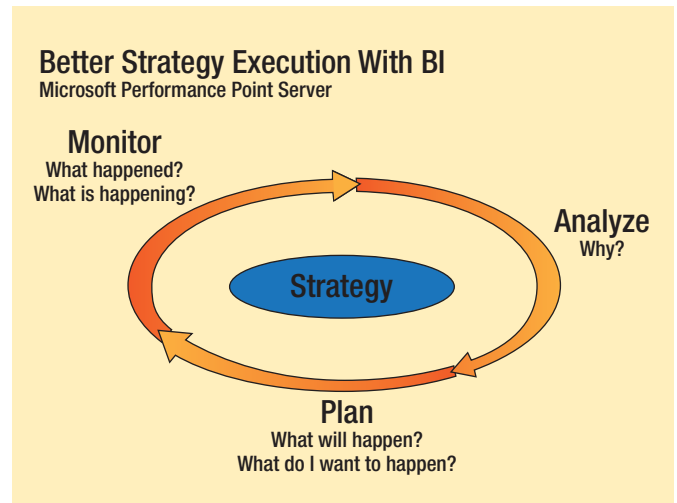 Better Strategy Execution With BI
Microsoft Performance Point Server
Monitor
What happened?
What is happening?
Analyze
Why?
Strategy
Plan
What will happen?
What do I want to happen?